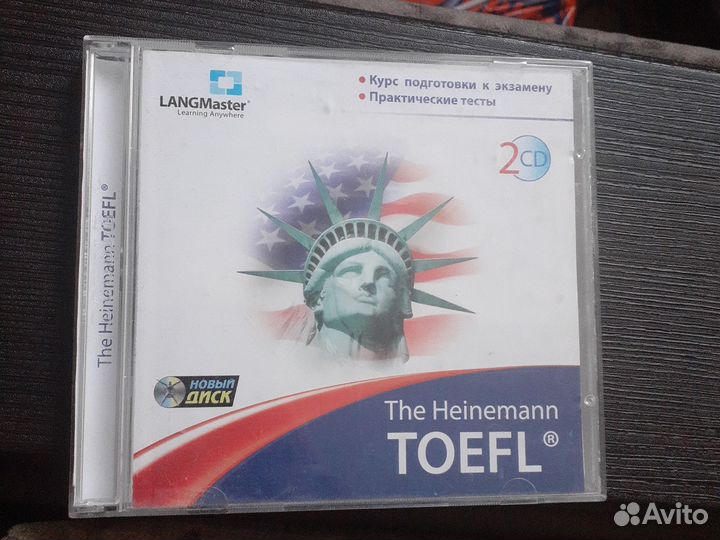 LANGMaster®
Learning Anywhere
• Курс подготовки к экзамену
• Практические тесты
2CD
The Heinemann TOEFL®
НОВЫЙ
ДИСК
The Heinemann
TOEFL®
Avito